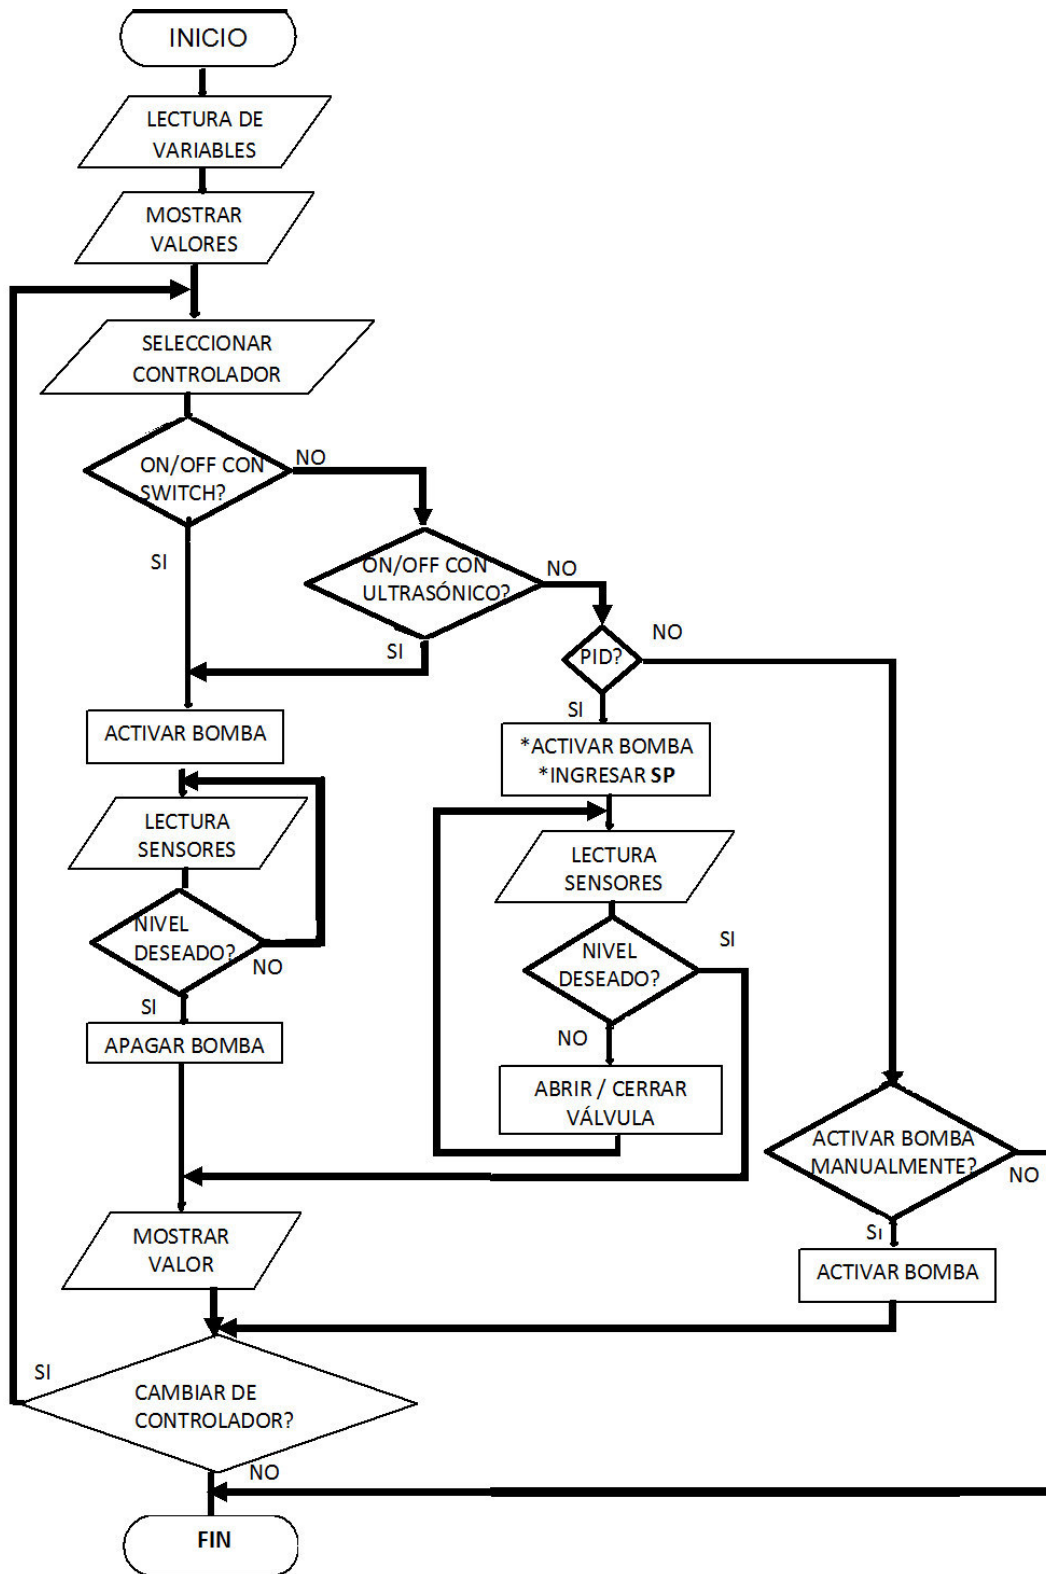 INICIO
LECTURA DE
VARIABLES
MOSTRAR
VALORES
SELECCIONAR
CONTROLADOR
ON/OFF CON
SWITCH?
NO
SI
ON/OFF CON
ULTRASÓNICO?
NO
SI
PID?
NO
SI
ACTIVAR BOMBA
*ACTIVAR BOMBA
*INGRESAR SP
LECTURA
SENSORES
NIVEL
DESEADO?
NO
SI
APAGAR BOMBA
LECTURA
SENSORES
NIVEL
DESEADO?
SI
NO
ABRIR / CERRAR
VÁLVULA
ACTIVAR BOMBA
MANUALMENTE?
NO
SI
ACTIVAR BOMBA
MOSTRAR
VALOR
SI
CAMBIAR DE
CONTROLADOR?
NO
FIN